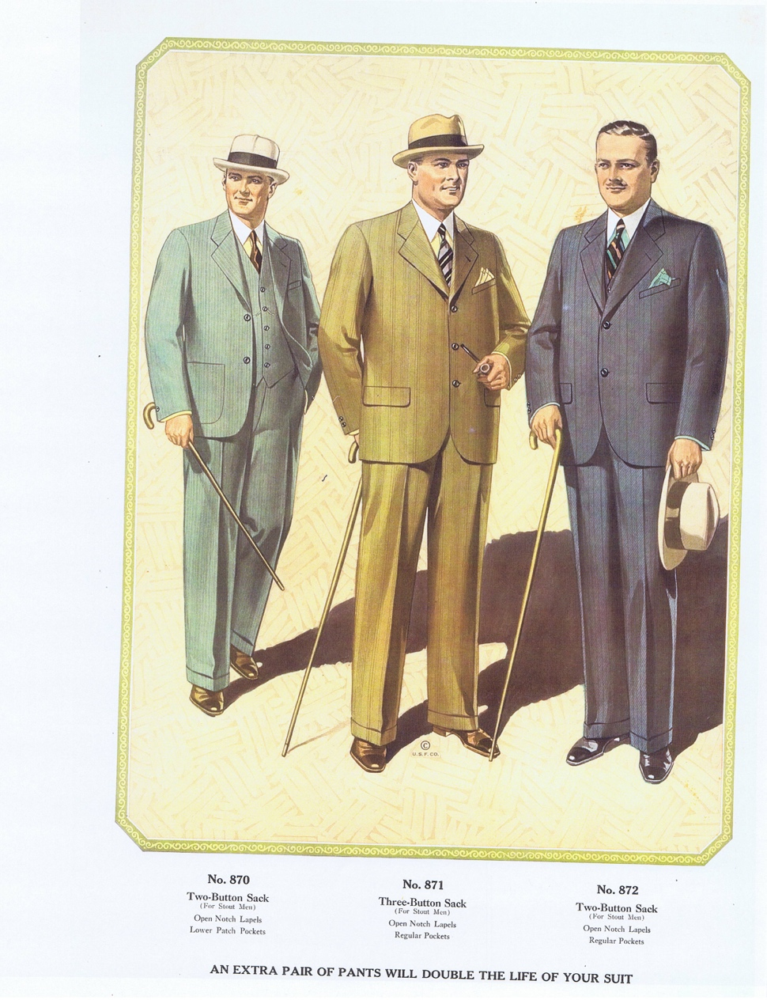 ©
U.S.F.CO.
No. 870
Two-Button Sack
(For Stout Men)
Open Notch Lapels
Lower Patch Pockets
No. 871
Three-Button Sack
(For Stout Men)
Open Notch Lapels
Regular Pockets
No. 872
Two-Button Sack
(For Stout Men)
Open Notch Lapels
Regular Pockets
AN EXTRA PAIR OF PANTS WILL DOUBLE THE LIFE OF YOUR SUIT